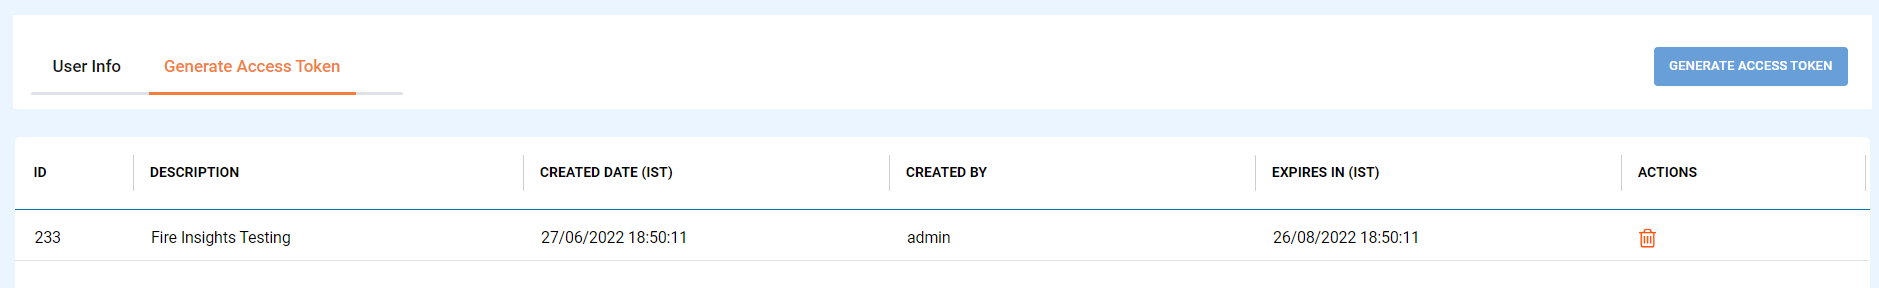 User Info Generate Access Token GENERATE ACCESS TOKEN
ID DESCRIPTION CREATED DATE (IST) CREATED BY EXPIRES IN (IST) ACTIONS
233 Fire Insights Testing 27/06/2022 18:50:11 admin 26/08/2022 18:50:11